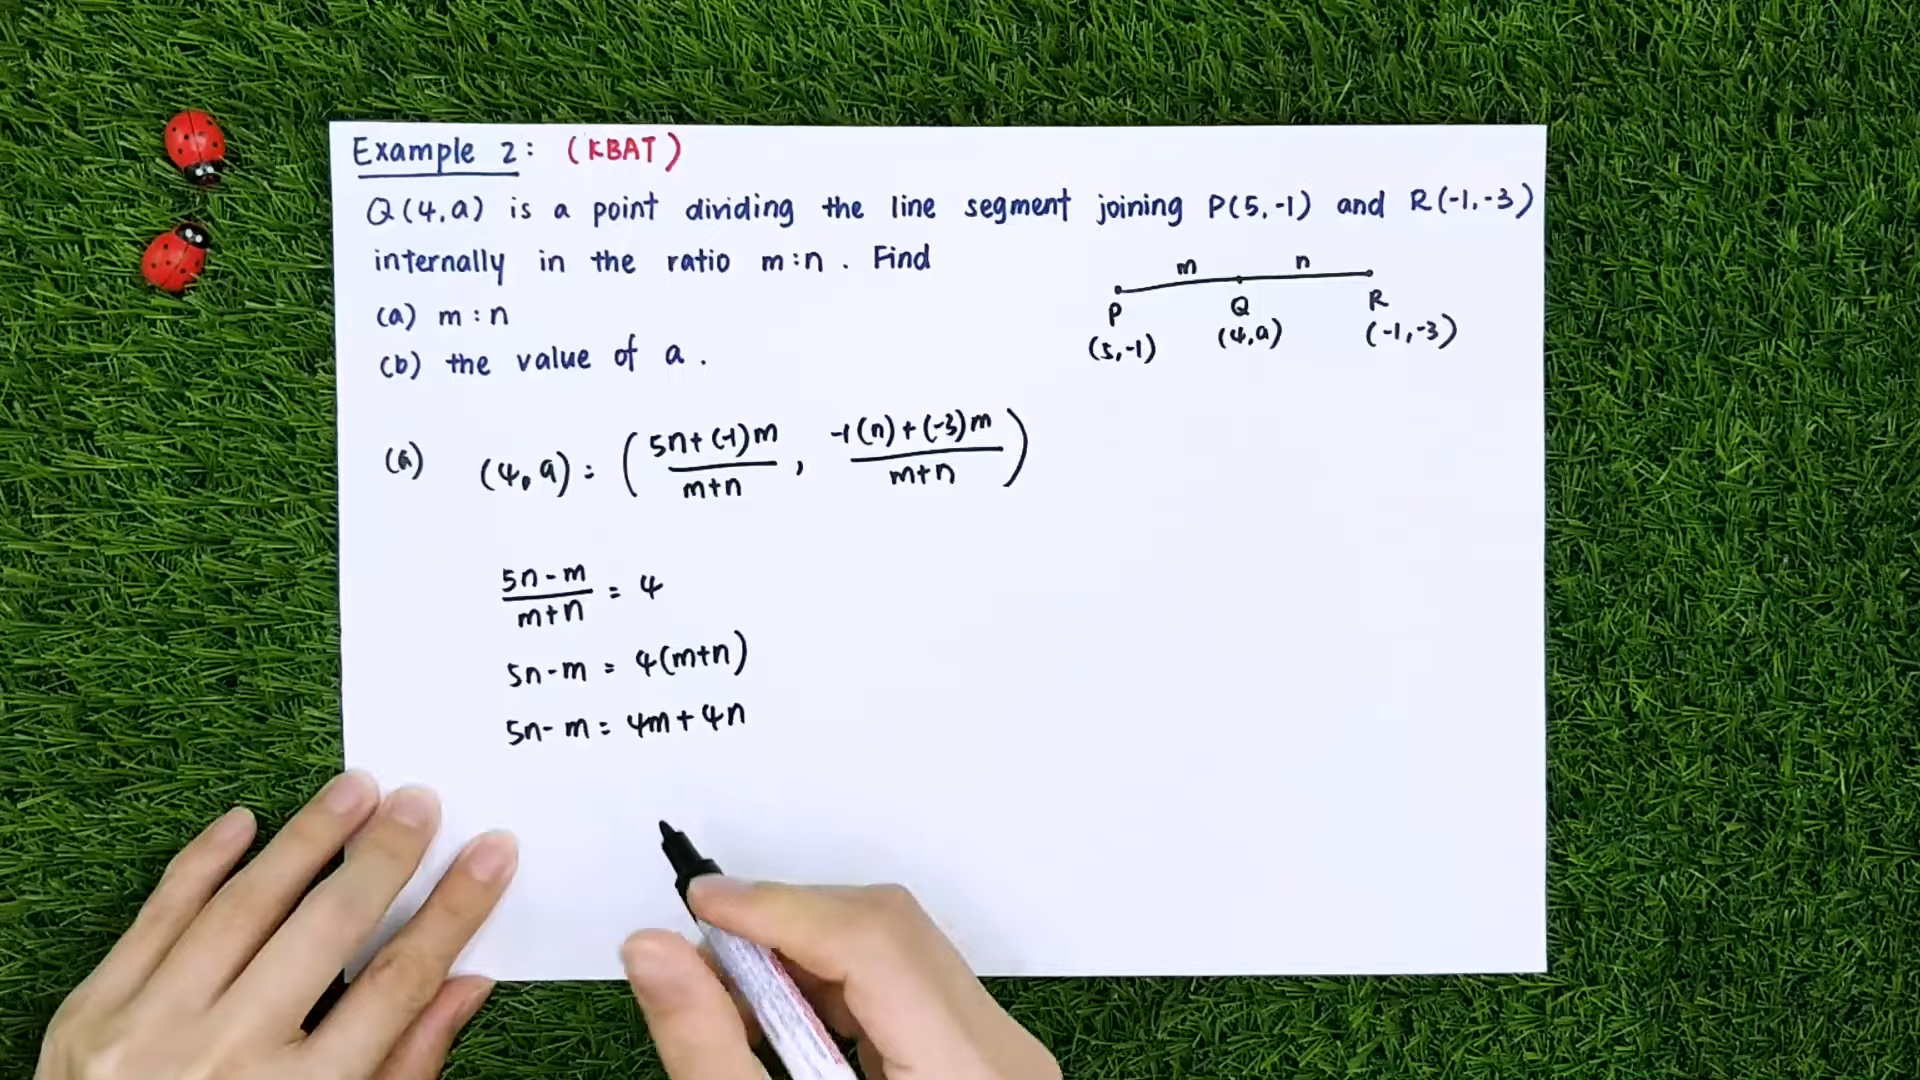 Example 2: (KBAT)
Q(4,a) is a point dividing the line segment joining P(5,-1) and R(-1,-3)
internally in the ratio m:n. Find
(a) m:n
(b) the value of a.
m n
P Q R
(5,-1) (4,a) (-1,-3)
(a) (4,a) = ( (5n+(-1)m)/(m+n) , (-1(n)+(-3)m)/(m+n) )
(5n-m)/(m+n) = 4
5n-m = 4(m+n)
5n-m = 4m+4n